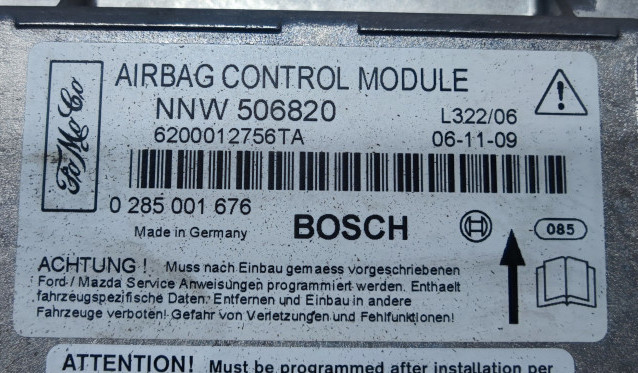 FoMoCo
AIRBAG CONTROL MODULE
NNW 506820
L322/06
6200012756TA
06-11-09
0 285 001 676
Made in Germany
BOSCH
085
ACHTUNG ! Muss nach Einbau gemaess vorgeschriebenen
Ford / Mazda Service Anweisungen programmiert werden. Enthaelt
fahrzeugspezifische Daten. Entfernen und Einbau in andere
Fahrzeuge verboten! Gefahr von Verletzungen und Fehlfunktionen!
ATTENTION! Must be programmed after installation per